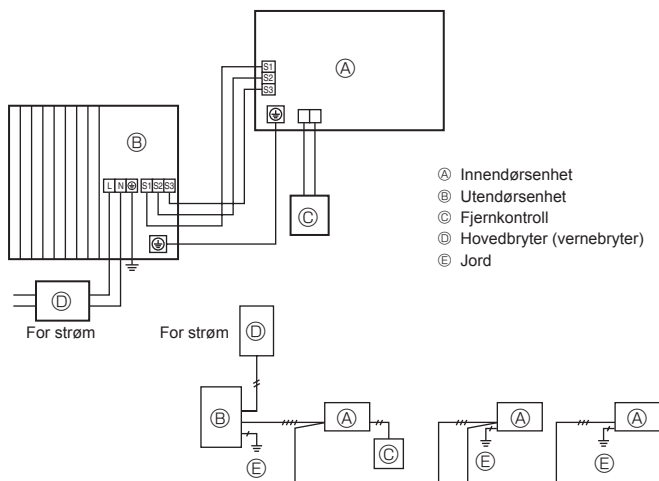 S1
S2
S3
Ⓐ
Ⓑ
L N S1 S2 S3
Ⓒ
Ⓓ
For strøm
Ⓐ Innendørsenhet
Ⓑ Utendørsenhet
Ⓒ Fjernkontroll
Ⓓ Hovedbryter (vernebryter)
Ⓔ Jord
For strøm
Ⓓ
Ⓑ
Ⓐ
Ⓒ
Ⓔ
Ⓐ
Ⓔ
Ⓐ
Ⓔ